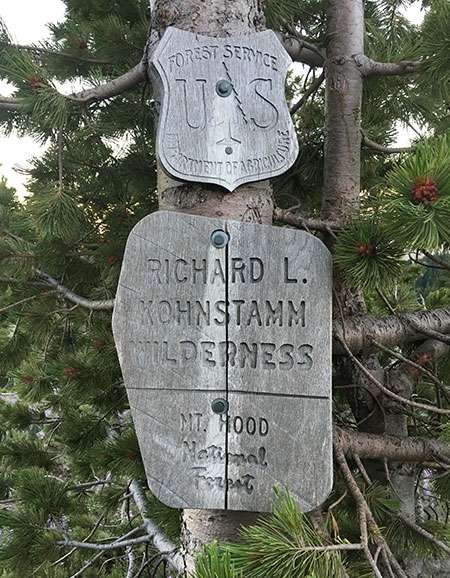 FOREST SERVICE
U S
DEPARTMENT OF AGRICULTURE
RICHARD L.
KOHNSTAMM
WILDERNESS
MT. HOOD
National
Forest